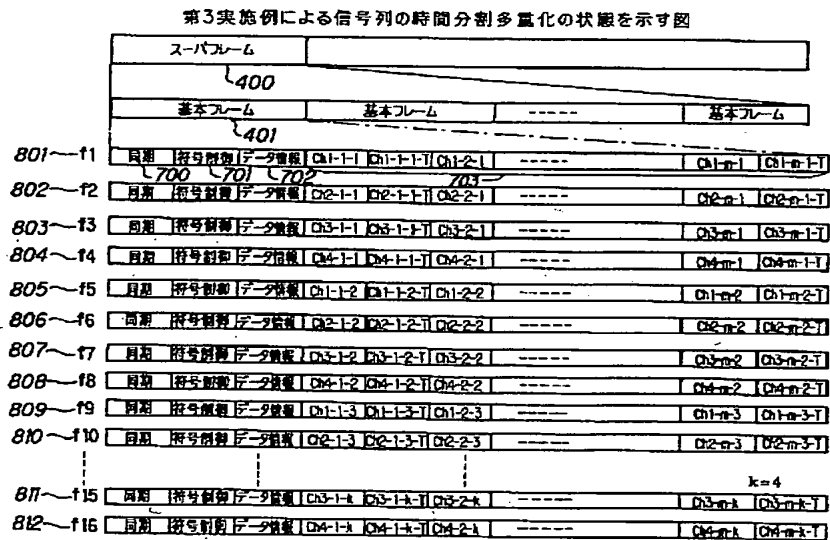 第3実施例による信号列の時間分割多重化の状態を示す図
スーパフレーム
400
基本フレーム 基本フレーム ----- 基本フレーム
401
801 f1 同期 符号制御 データ情報 Ch1-1-1 Ch1-1-1-T Ch1-2-1 ----- Ch1-m-1 Ch1-m-1-T
700 701 702 703
802 f2 同期 符号制御 データ情報 Ch2-1-1 Ch2-1-1-T Ch2-2-1 Ch2-m-1 Ch2-m-1-T
803 f3 同期 符号制御 データ情報 Ch3-1-1 Ch3-1-1-T Ch3-2-1 Ch3-m-1 Ch3-m-1-T
804 f4 同期 符号制御 データ情報 Ch4-1-1 Ch4-1-1-T Ch4-2-1 Ch4-m-1 Ch4-m-1-T
805 f5 同期 符号制御 データ情報 Ch1-1-2 Ch1-1-2-T Ch1-2-2 ----- Ch1-m-2 Ch1-m-2-T
806 f6 同期 符号制御 データ情報 Ch2-1-2 Ch2-1-2-T Ch2-2-2 ----- Ch2-m-2 Ch2-m-2-T
807 f7 同期 符号制御 データ情報 Ch3-1-2 Ch3-1-2-T Ch3-2-2 ----- Ch3-m-2 Ch3-m-2-T
808 f8 同期 符号制御 データ情報 Ch4-1-2 Ch4-1-2-T Ch4-2-2 ----- Ch4-m-2 Ch4-m-2-T
809 f9 同期 符号制御 データ情報 Ch1-1-3 Ch1-1-3-T Ch1-2-3 ----- Ch1-m-3 Ch1-m-3-T
810 f10 同期 符号制御 データ情報 Ch2-1-3 Ch2-1-3-T Ch2-2-3 ----- Ch2-m-3 Ch2-m-3-T
k=4
811 f15 同期 符号制御 データ情報 Ch3-1-k Ch3-1-k-T Ch3-2-k ----- Ch3-m-k Ch3-m-k-T
812 f16 同期 符号制御 データ情報 Ch4-1-k Ch4-1-k-T Ch4-2-k ----- Ch4-m-k Ch4-m-k-T